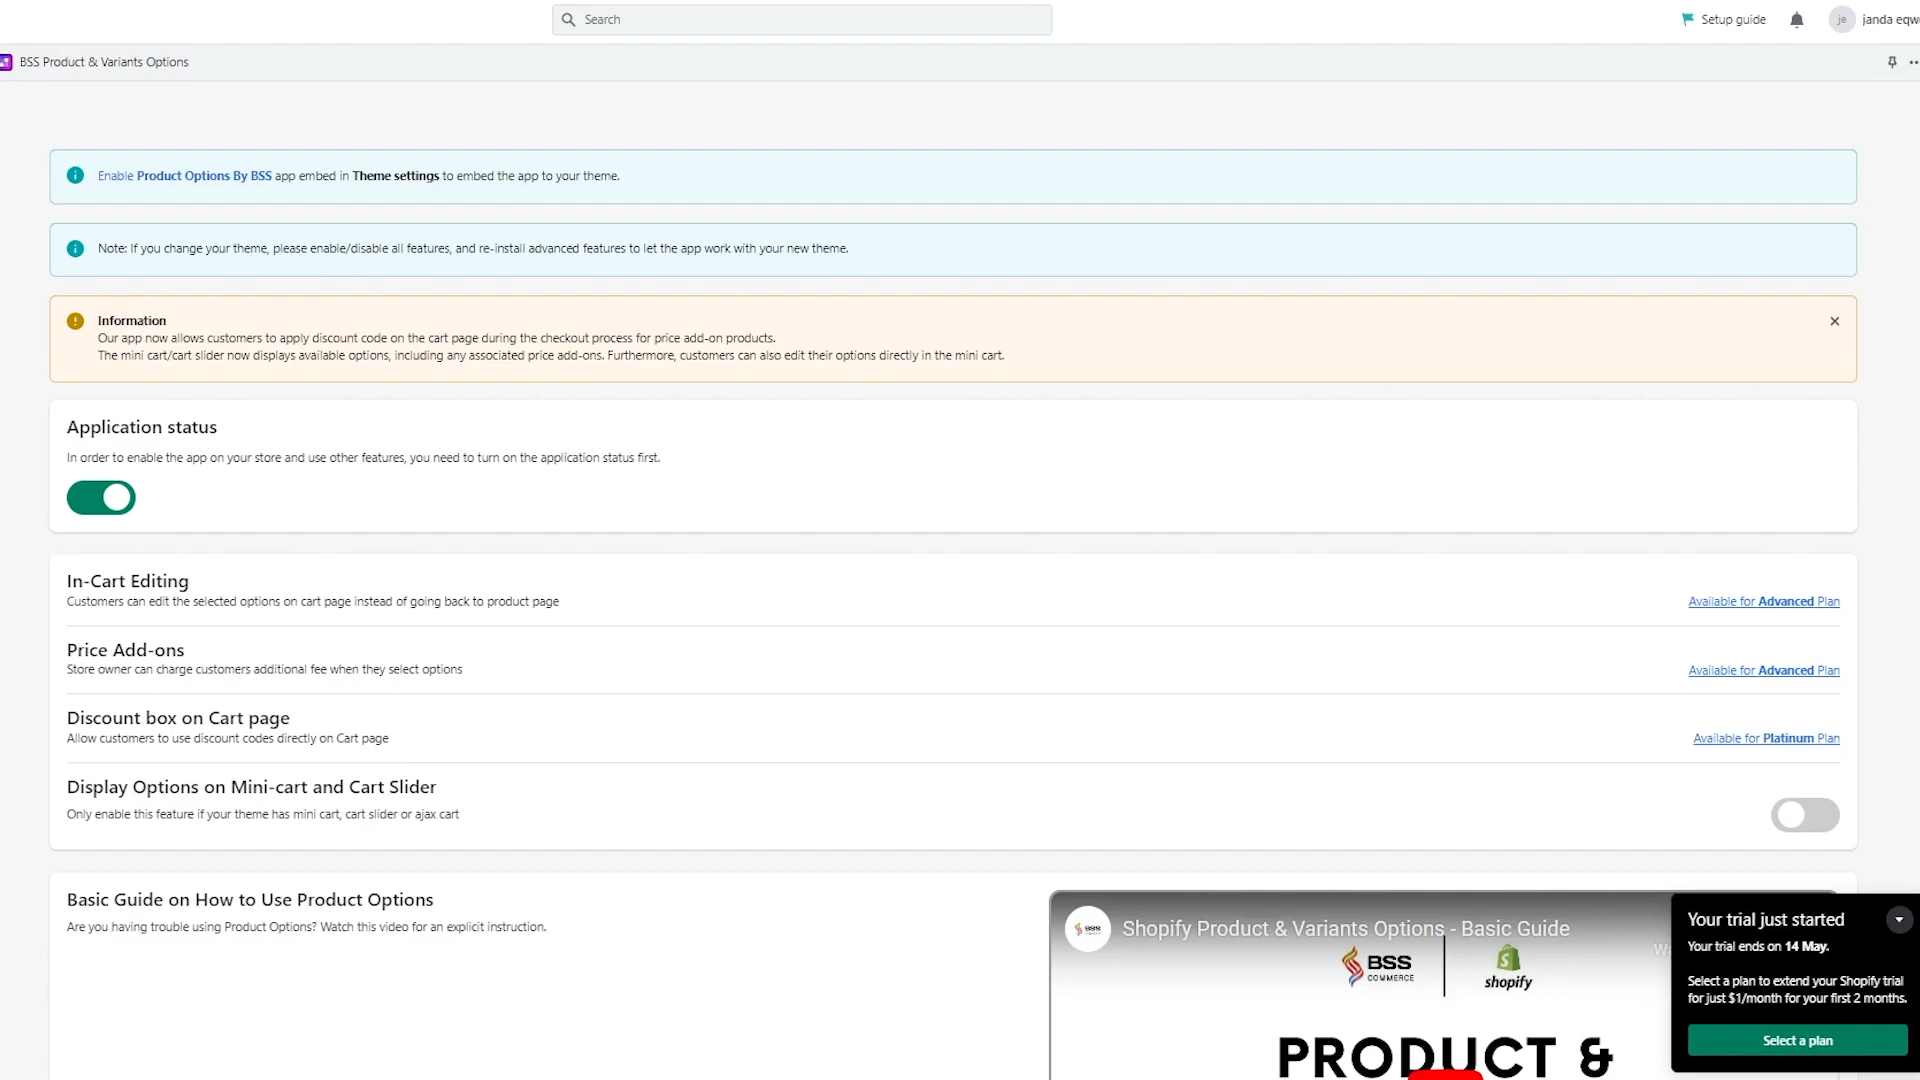 Search
Setup guide
je
janda eqw
BSS Product & Variants Options
Enable Product Options By BSS app embed in Theme settings to embed the app to your theme.
Note: If you change your theme, please enable/disable all features, and re-install advanced features to let the app work with your new theme.
Information
Our app now allows customers to apply discount code on the cart page during the checkout process for price add-on products.
The mini cart/cart slider now displays available options, including any associated price add-ons. Furthermore, customers can also edit their options directly in the mini cart.
Application status
In order to enable the app on your store and use other features, you need to turn on the application status first.
In-Cart Editing
Customers can edit the selected options on cart page instead of going back to product page
Available for Advanced Plan
Price Add-ons
Store owner can charge customers additional fee when they select options
Available for Advanced Plan
Discount box on Cart page
Allow customers to use discount codes directly on Cart page
Available for Platinum Plan
Display Options on Mini-cart and Cart Slider
Only enable this feature if your theme has mini cart, cart slider or ajax cart
Basic Guide on How to Use Product Options
Are you having trouble using Product Options? Watch this video for an explicit instruction.
BSS
Shopify Product & Variants Options - Basic Guide
BSS
COMMERCE
shopify
PRODUCT &
Your trial just started
Your trial ends on 14 May.
Select a plan to extend your Shopify trial
for just $1/month for your first 2 months.
Select a plan